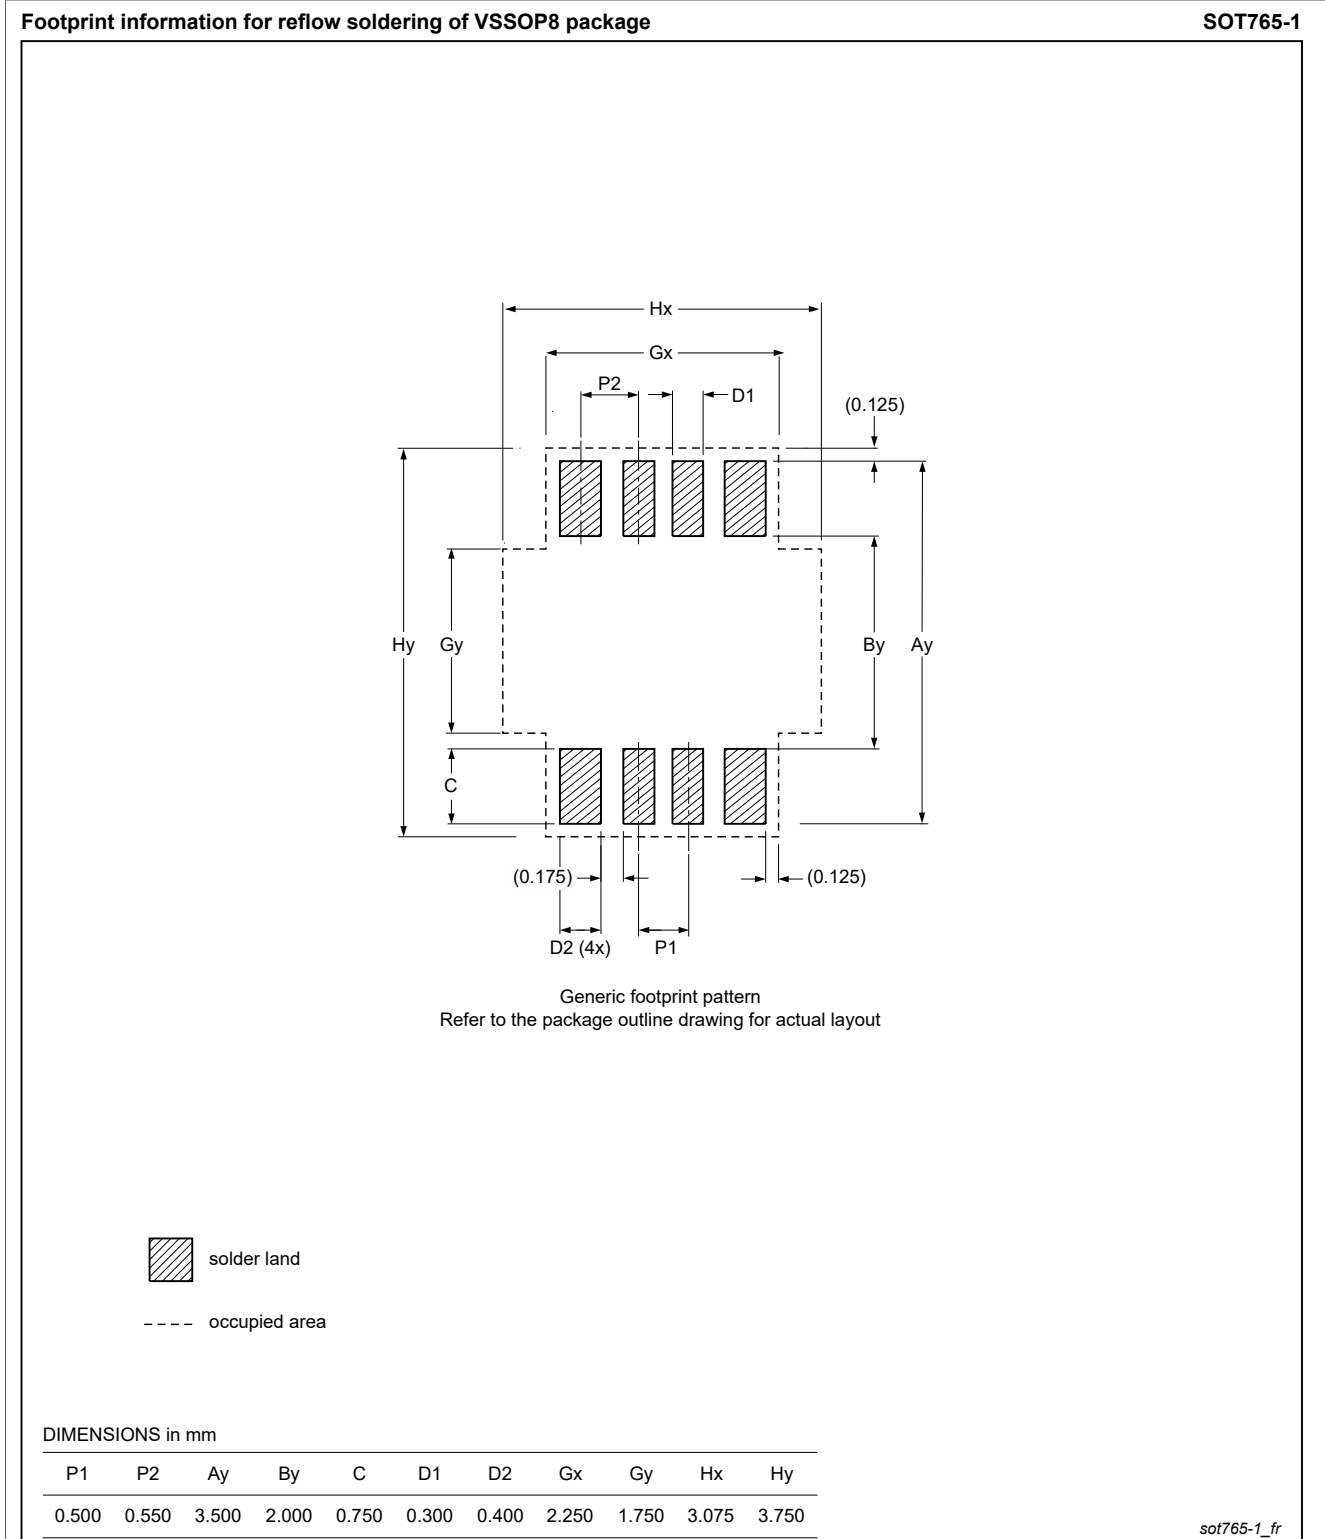 Footprint information for reflow soldering of VSSOP8 package SOT765-1
Hx
Gx
P2
D1
(0.125)
Hy
Gy
By
Ay
C
(0.175)
(0.125)
D2 (4x)
P1
Generic footprint pattern
Refer to the package outline drawing for actual layout
solder land
occupied area
DIMENSIONS in mm
P1 P2 Ay By C D1 D2 Gx Gy Hx Hy
0.500 0.550 3.500 2.000 0.750 0.300 0.400 2.250 1.750 3.075 3.750
sot765-1_fr